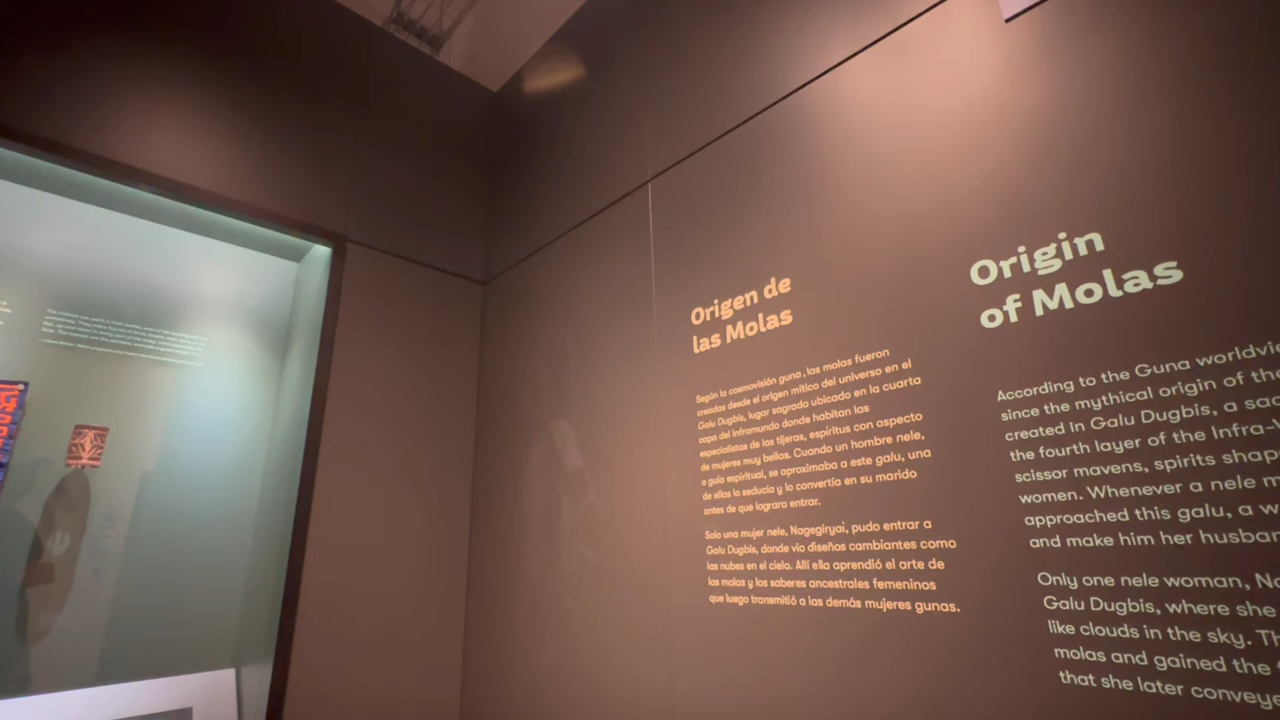 Origen de
las Molas
Según la cosmovisión guna, las molas fueron
creadas desde el origen mítico del universo en el
Galu Dugbis, lugar sagrado ubicado en la cuarta
capa del Inframundo donde habitan las
especialistas de las tijeras, espíritus con aspecto
de mujeres muy bellas. Cuando un hombre nele,
o guía espiritual, se aproximaba a este galu, una
de ellas lo seducía y lo convertía en su marido
antes de que lograra entrar.
Solo una mujer nele, Nagegiryai, pudo entrar a
Galu Dugbis, donde vio diseños cambiantes como
las nubes en el cielo. Allí ella aprendió el arte de
las molas y los saberes ancestrales femeninos
que luego transmitió a las demás mujeres gunas.
Origin
of Molas
According to the Guna worldvie
since the mythical origin of the
created In Galu Dugbis, a sac
the fourth layer of the Infra-
scissor mavens, spirits shap
women. Whenever a nele m
approached this galu, a w
and make him her husban
Only one nele woman, Na
Galu Dugbis, where she
like clouds in the sky. Th
molas and gained the
that she later conveye